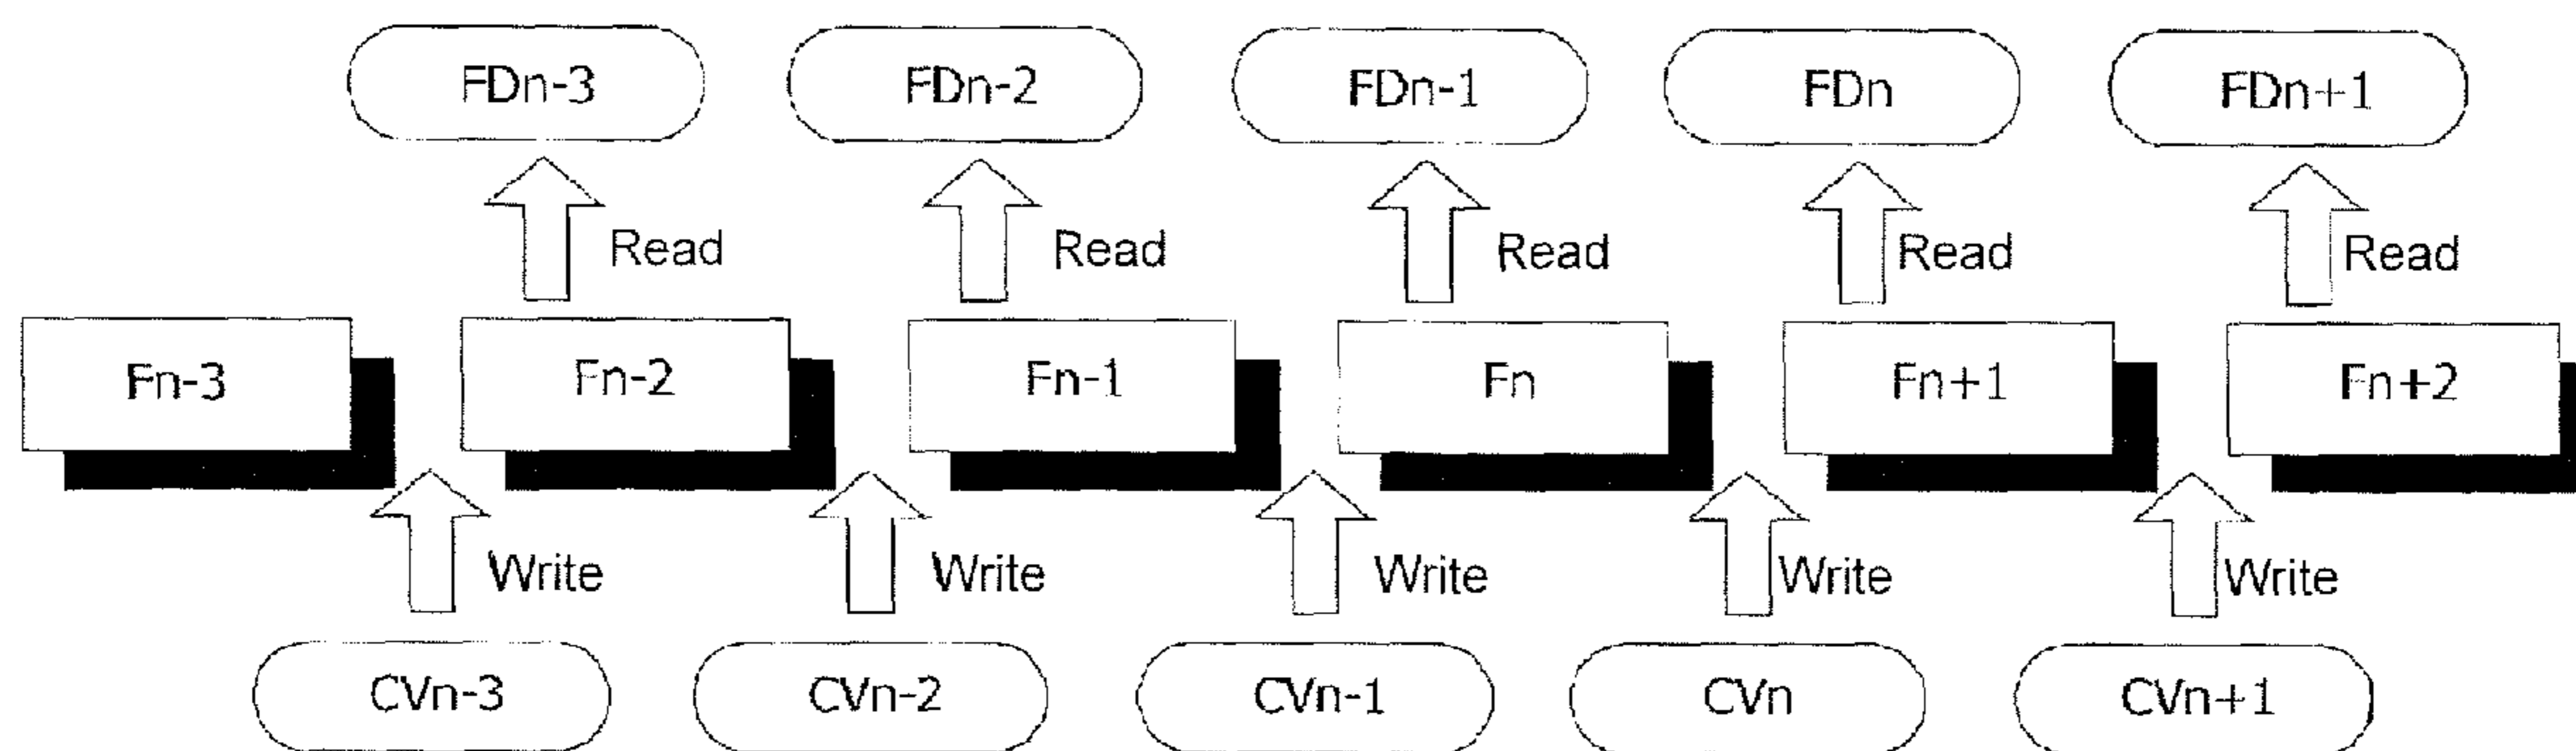 FDn-3 FDn-2 FDn-1 FDn FDn+1
Read Read Read Read Read
Fn-3 Fn-2 Fn-1 Fn Fn+1 Fn+2
Write Write Write Write Write
CVn-3 CVn-2 CVn-1 CVn CVn+1